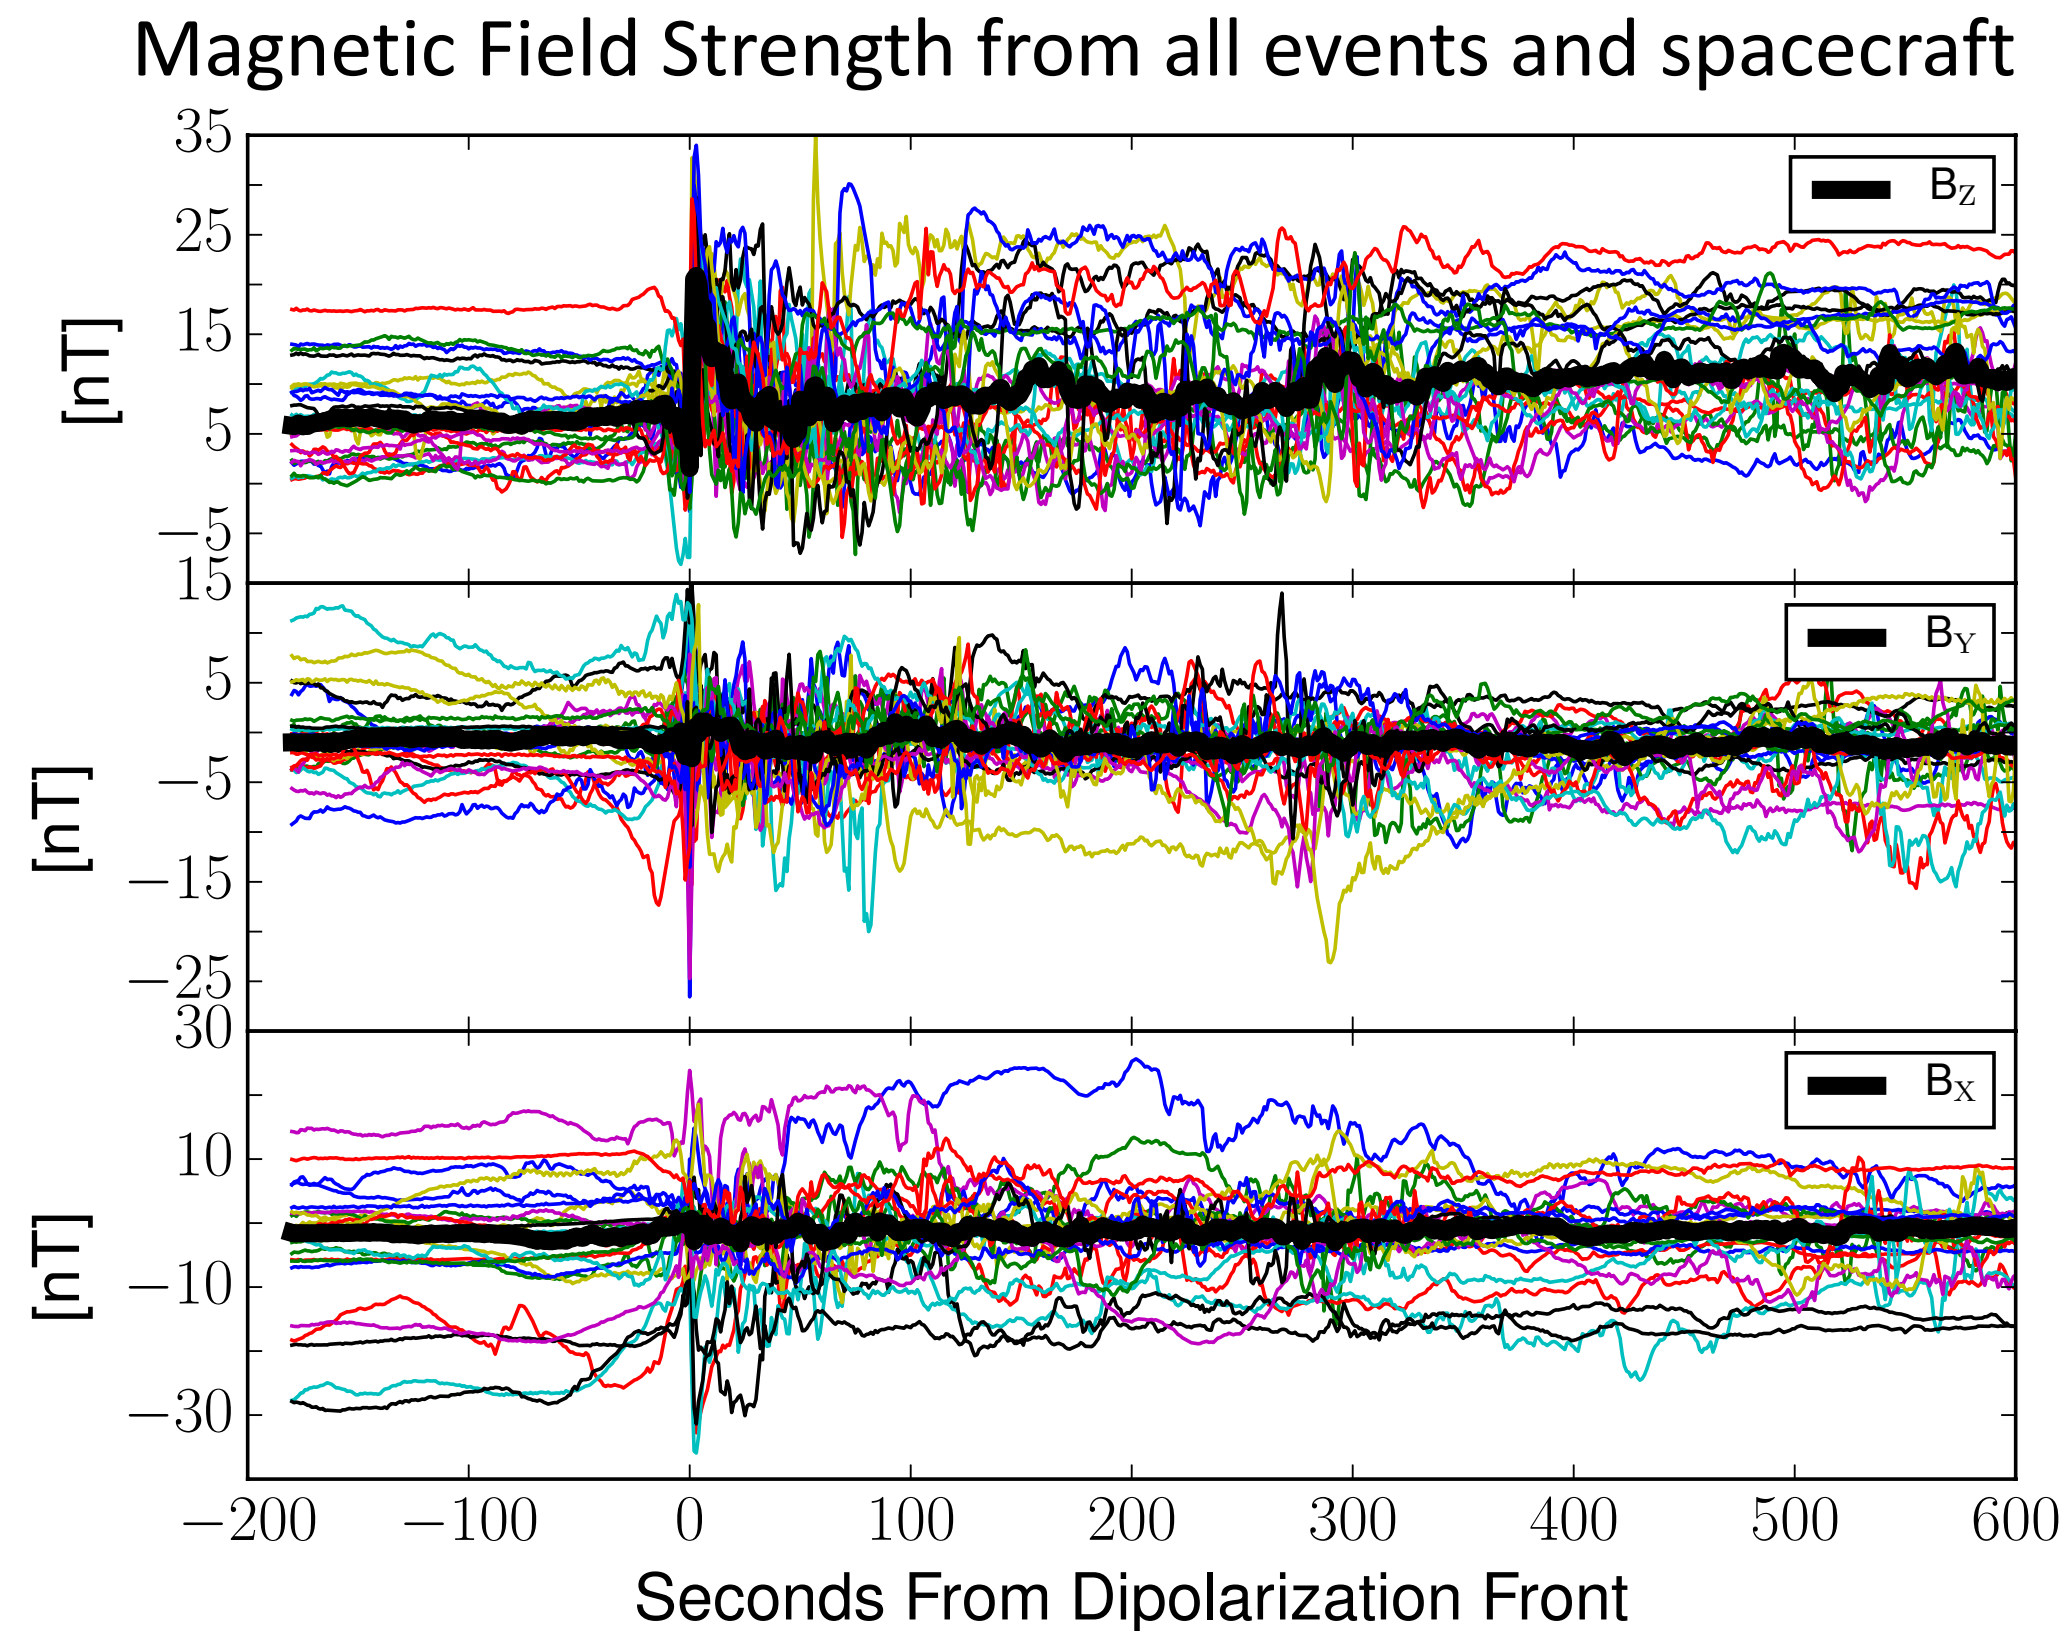 Magnetic Field Strength from all events and spacecraft
35
25
15
5
−5
[nT]
B_Z
15
5
−5
−15
−25
[nT]
B_Y
30
10
−10
−30
[nT]
B_X
−200 −100 0 100 200 300 400 500 600
Seconds From Dipolarization Front